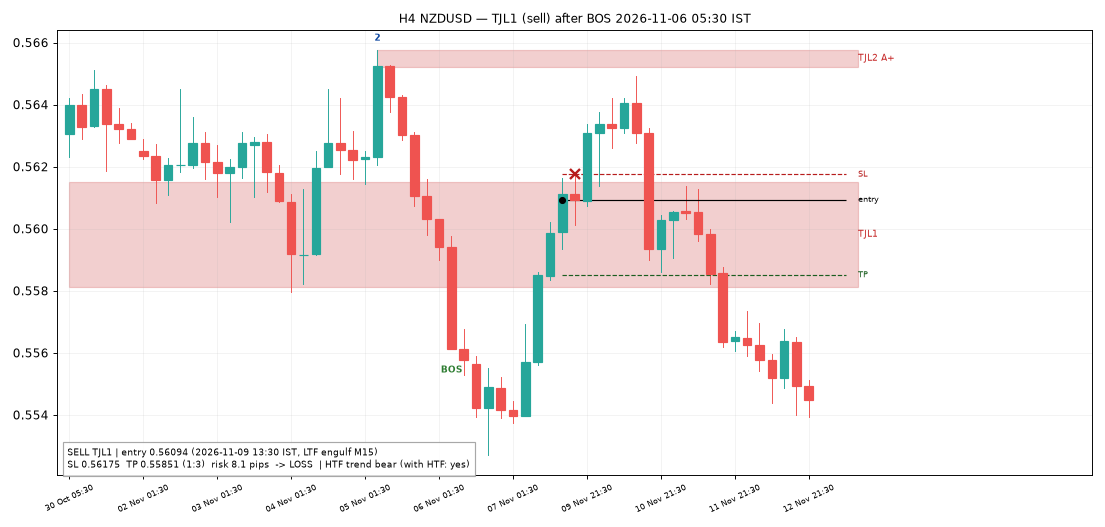 H4 NZDUSD — TJL1 (sell) after BOS 2026-11-06 05:30 IST
0.566
0.564
0.562
0.560
0.558
0.556
0.554
2
TJL2 A+
SL
entry
TJL1
TP
BOS
SELL TJL1 | entry 0.56094 (2026-11-09 13:30 IST, LTF engulf M15)
SL 0.56175  TP 0.55851 (1:3)  risk 8.1 pips  -> LOSS  | HTF trend bear (with HTF: yes)
30 Oct 05:30
02 Nov 01:30
03 Nov 01:30
04 Nov 01:30
05 Nov 01:30
06 Nov 01:30
07 Nov 01:30
09 Nov 21:30
10 Nov 21:30
11 Nov 21:30
12 Nov 21:30